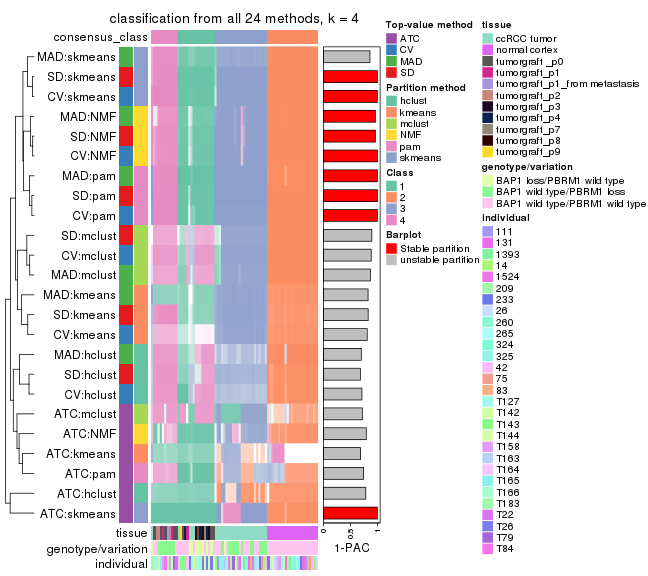 classification from all 24 methods, k = 4
consensus_class
MAD:skmeans
SD:skmeans
CV:skmeans
MAD:NMF
SD:NMF
CV:NMF
MAD:pam
SD:pam
CV:pam
SD:mclust
CV:mclust
MAD:mclust
MAD:kmeans
SD:kmeans
CV:kmeans
MAD:hclust
SD:hclust
CV:hclust
ATC:mclust
ATC:NMF
ATC:kmeans
ATC:pam
ATC:hclust
ATC:skmeans
tissue
genotype/variation
individual
0
0.5
1
1-PAC
Top-value method
ATC
CV
MAD
SD
Partition method
hclust
kmeans
mclust
NMF
pam
skmeans
Class
1
2
3
4
Barplot
Stable partition
unstable partition
tissue
ccRCC tumor
normal cortex
tumorgraft_p0
tumorgraft_p1
tumorgraft_p1_from metastasis
tumorgraft_p2
tumorgraft_p3
tumorgraft_p4
tumorgraft_p7
tumorgraft_p8
tumorgraft_p9
genotype/variation
BAP1 loss/PBRM1 wild type
BAP1 wild type/PBRM1 loss
BAP1 wild type/PBRM1 wild type
individual
111
131
1393
14
1524
209
233
26
260
265
324
325
42
75
83
T127
T142
T143
T144
T158
T163
T164
T165
T166
T183
T22
T26
T79
T84